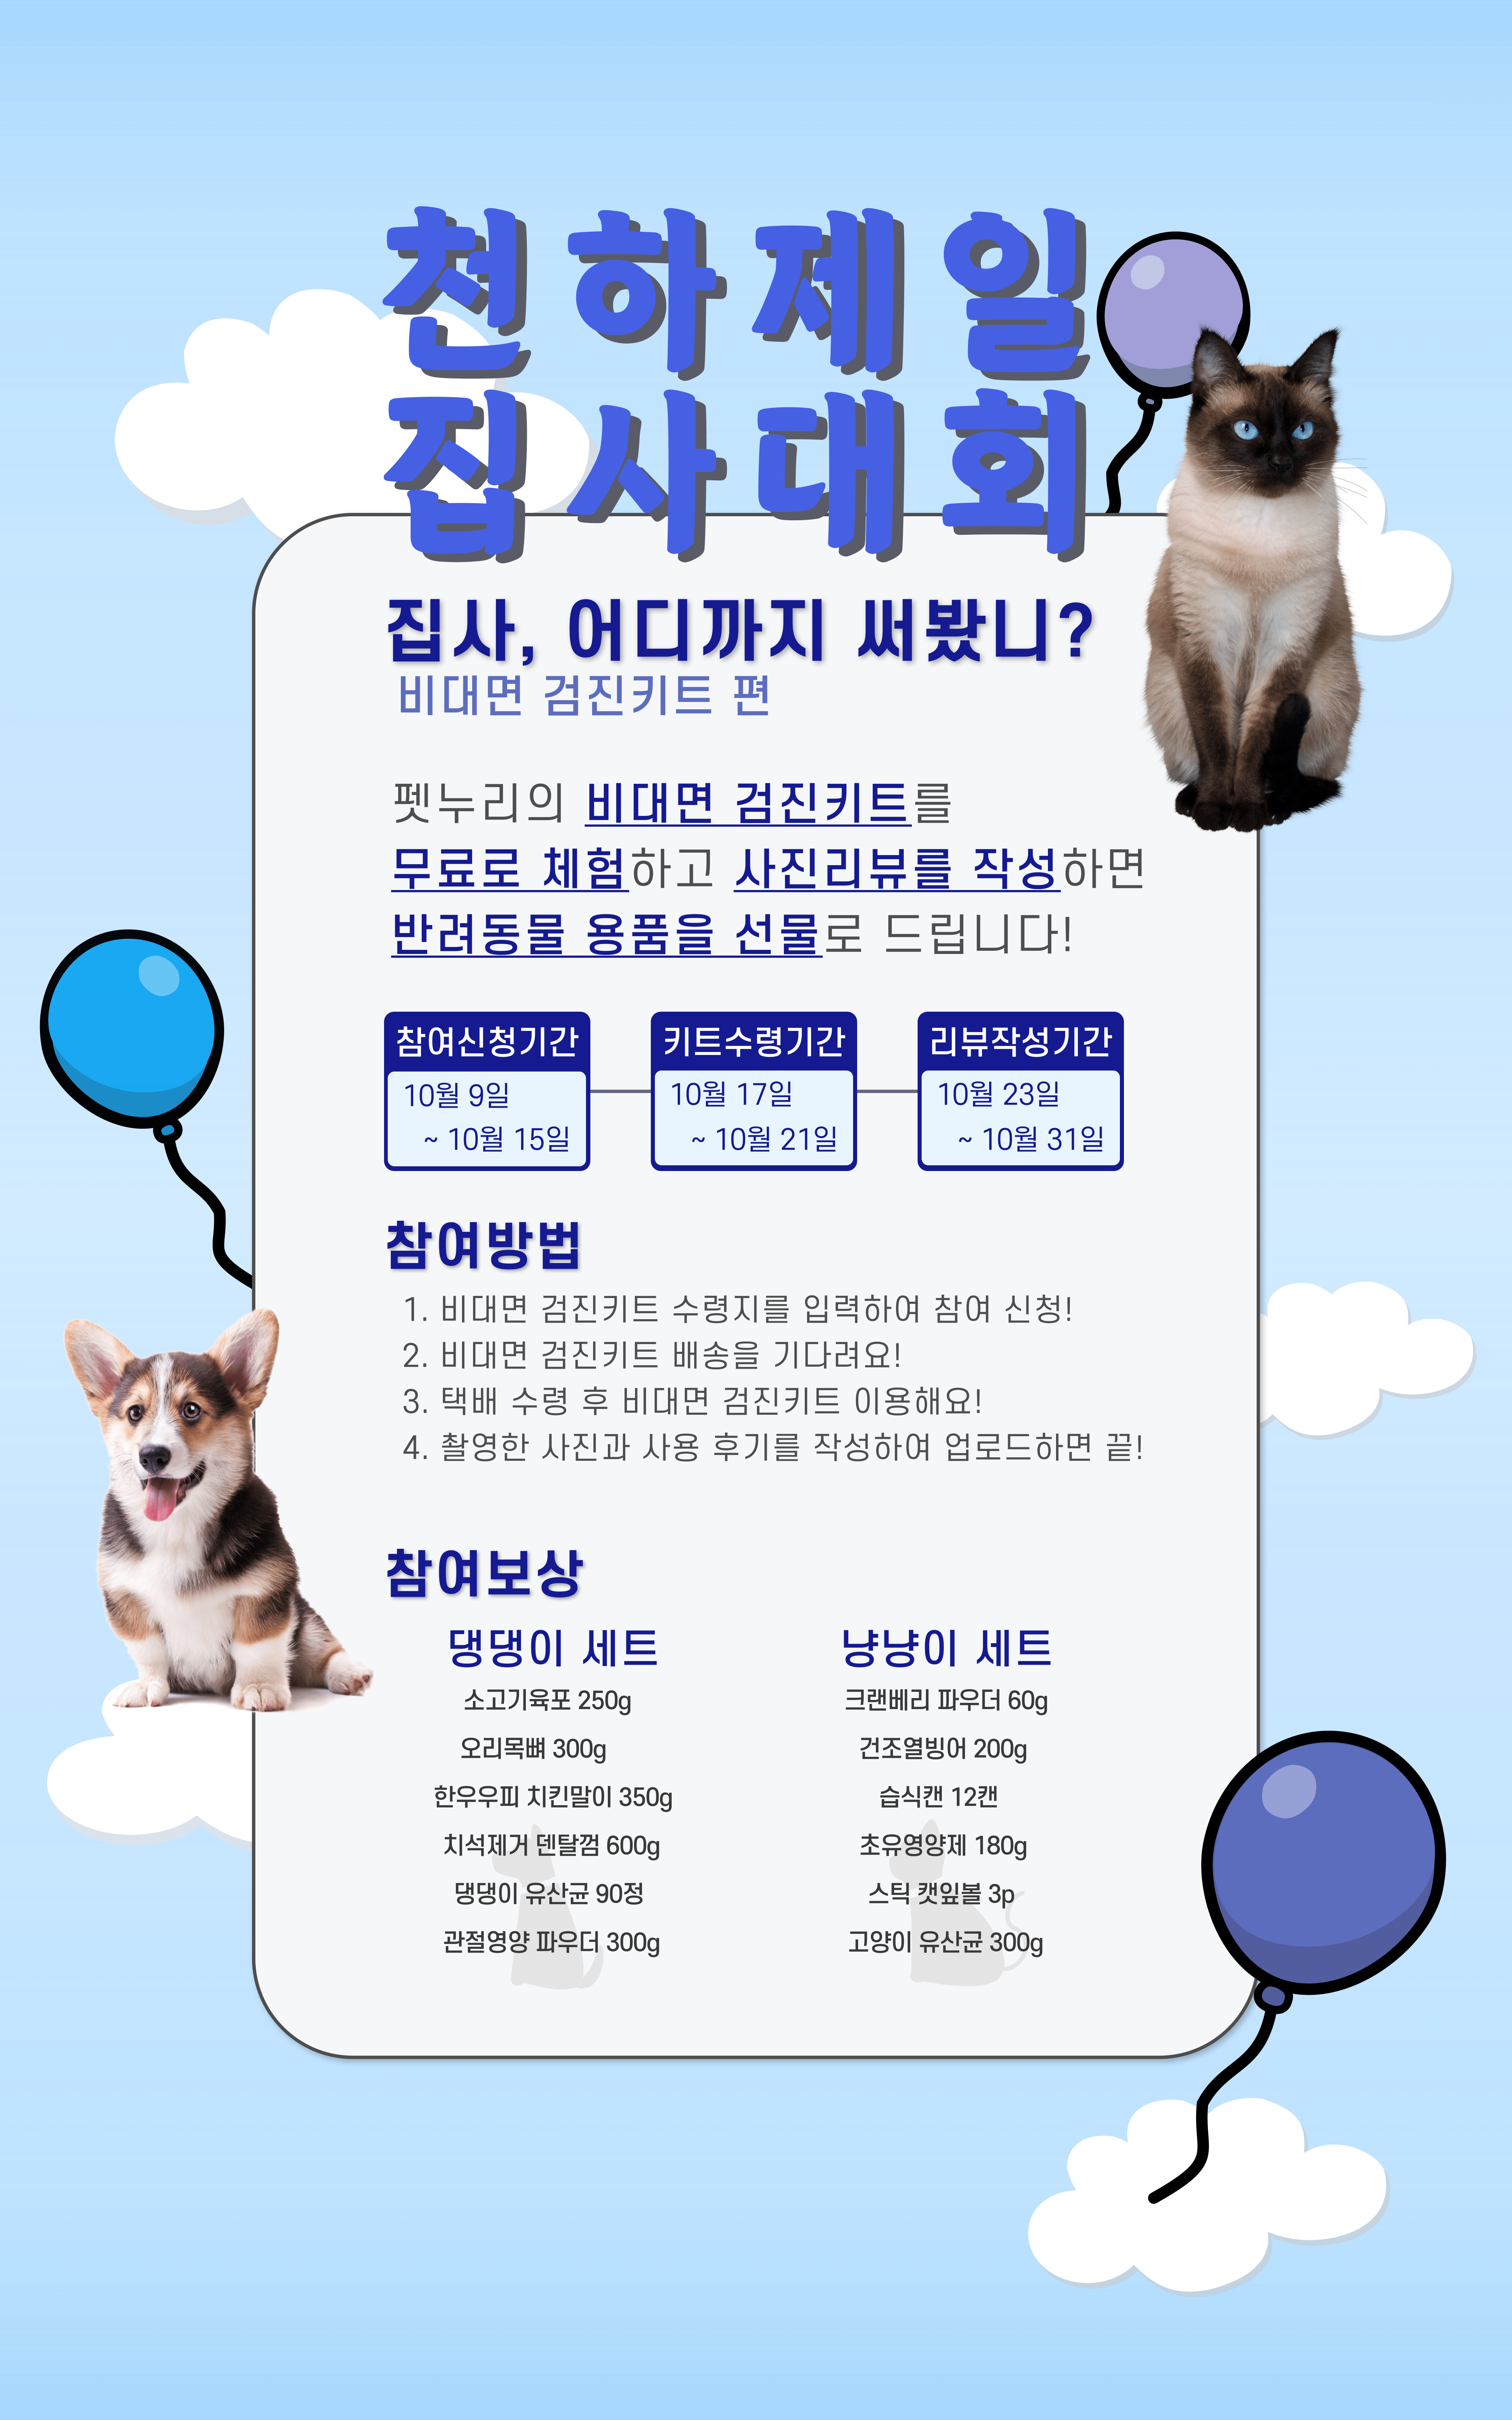 천하제일
집사대회
집사, 어디까지 써봤니?
비대면 검진키트 편
펫누리의 비대면 검진키트를
무료로 체험하고 사진리뷰를 작성하면
반려동물 용품을 선물로 드립니다!
참여신청기간
10월 9일
~ 10월 15일
키트수령기간
10월 17일
~ 10월 21일
리뷰작성기간
10월 23일
~ 10월 31일
참여방법
1. 비대면 검진키트 수령지를 입력하여 참여 신청!
2. 비대면 검진키트 배송을 기다려요!
3. 택배 수령 후 비대면 검진키트 이용해요!
4. 촬영한 사진과 사용 후기를 작성하여 업로드하면 끝!
참여보상
댕댕이 세트
소고기육포 250g
오리목뼈 300g
한우우피 치킨말이 350g
치석제거 덴탈껌 600g
댕댕이 유산균 90정
관절영양 파우더 300g
냥냥이 세트
크랜베리 파우더 60g
건조열빙어 200g
습식캔 12캔
초유영양제 180g
스틱 캣잎볼 3p
고양이 유산균 300g